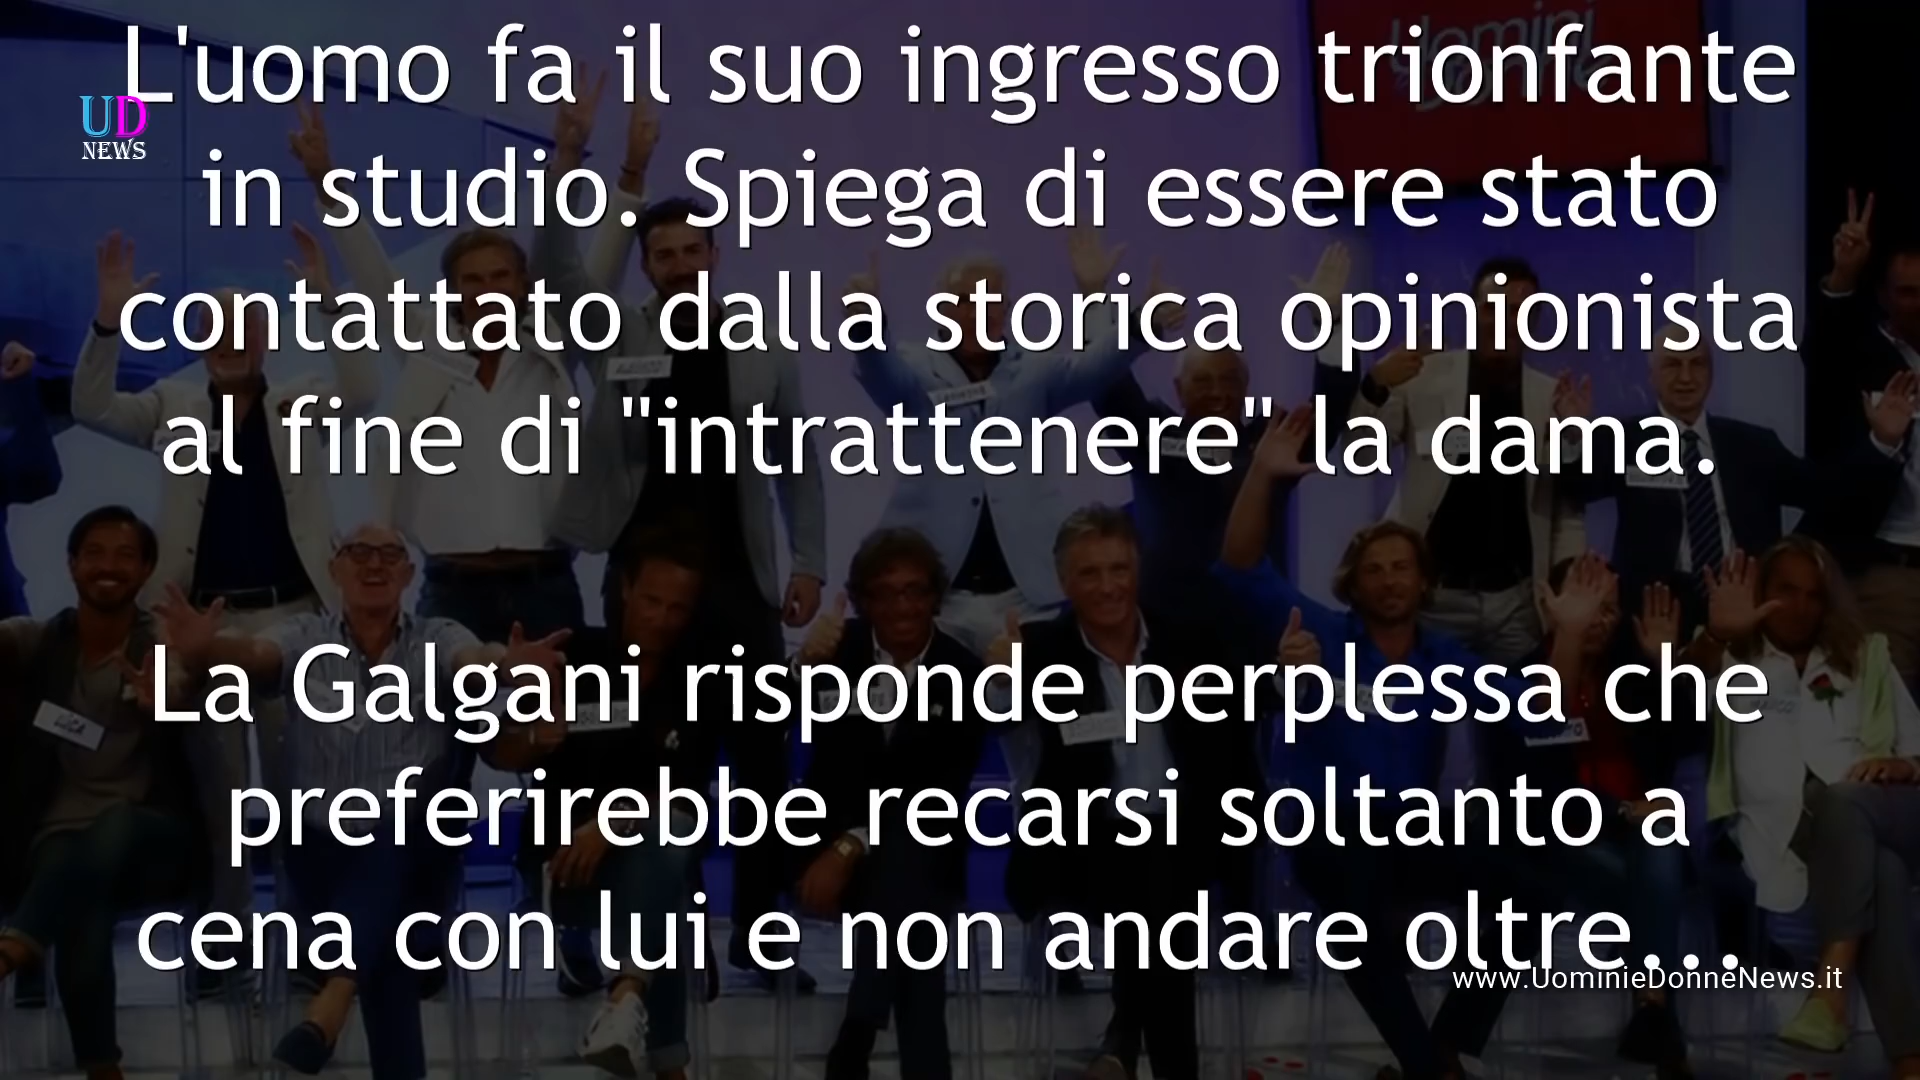 L'uomo fa il suo ingresso trionfante
in studio. Spiega di essere stato
contattato dalla storica opinionista
al fine di "intrattenere" la dama.
La Galgani risponde perplessa che
preferirebbe recarsi soltanto a
cena con lui e non andare oltre...
UD
NEWS
Uomini
www.UominieDonneNews.it